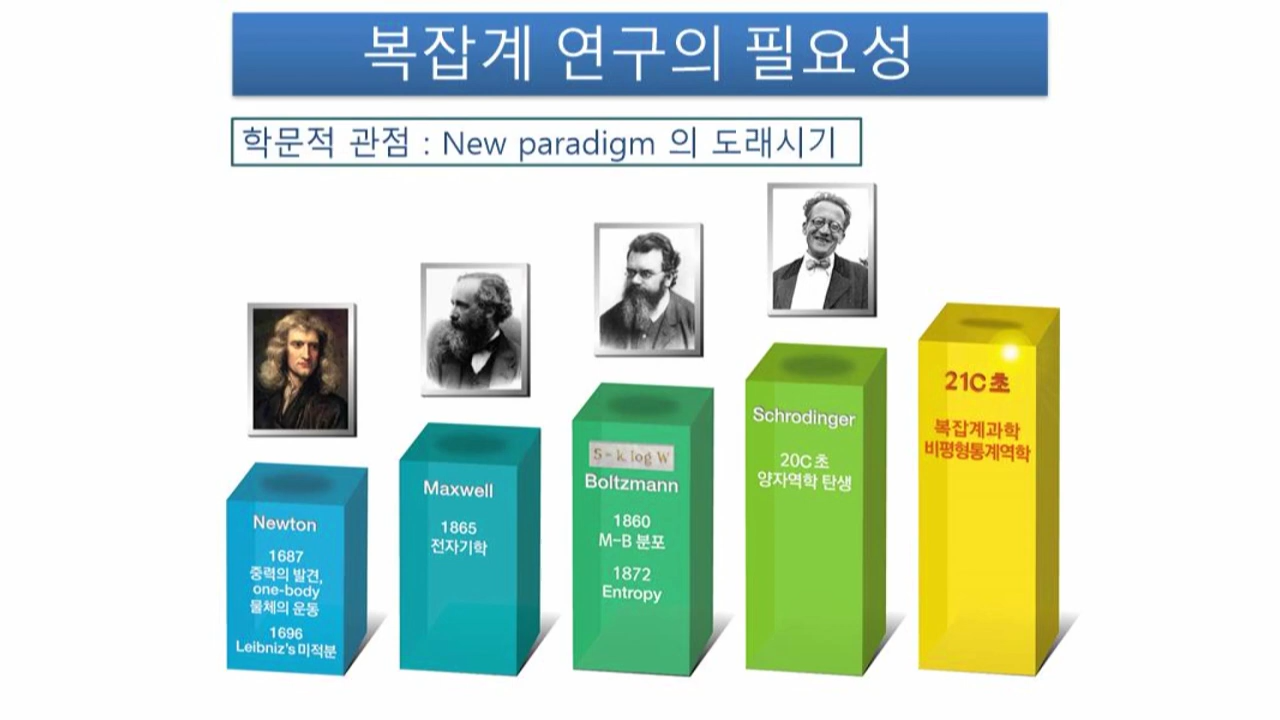 복잡계 연구의 필요성
학문적 관점 : New paradigm 의 도래시기
Newton
1687
중력의 발견,
one-body
물체의 운동
1696
Leibniz's 미적분
Maxwell
1865
전자기학
S = k. log W
Boltzmann
1860
M-B 분포
1872
Entropy
Schrodinger
20C 초
양자역학 탄생
21C 초
복잡계과학
비평형통계역학